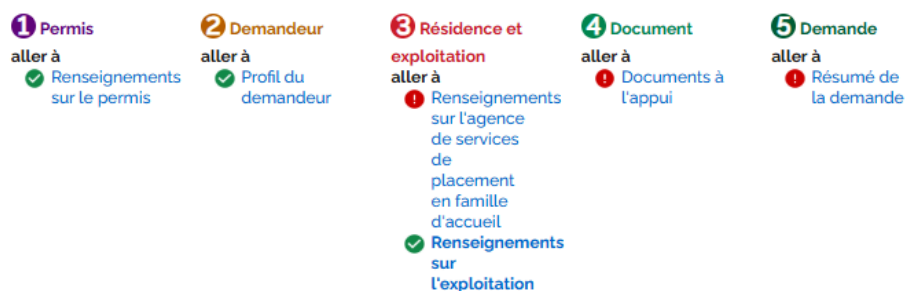 1 Permis
aller à
Renseignements
sur le permis
2 Demandeur
aller à
Profil du
demandeur
3 Résidence et
exploitation
aller à
Renseignements
sur l'agence
de services
de
placement
en famille
d'accueil
Renseignements
sur
l'exploitation
4 Document
aller à
Documents à
l'appui
5 Demande
aller à
Résumé de
la demande